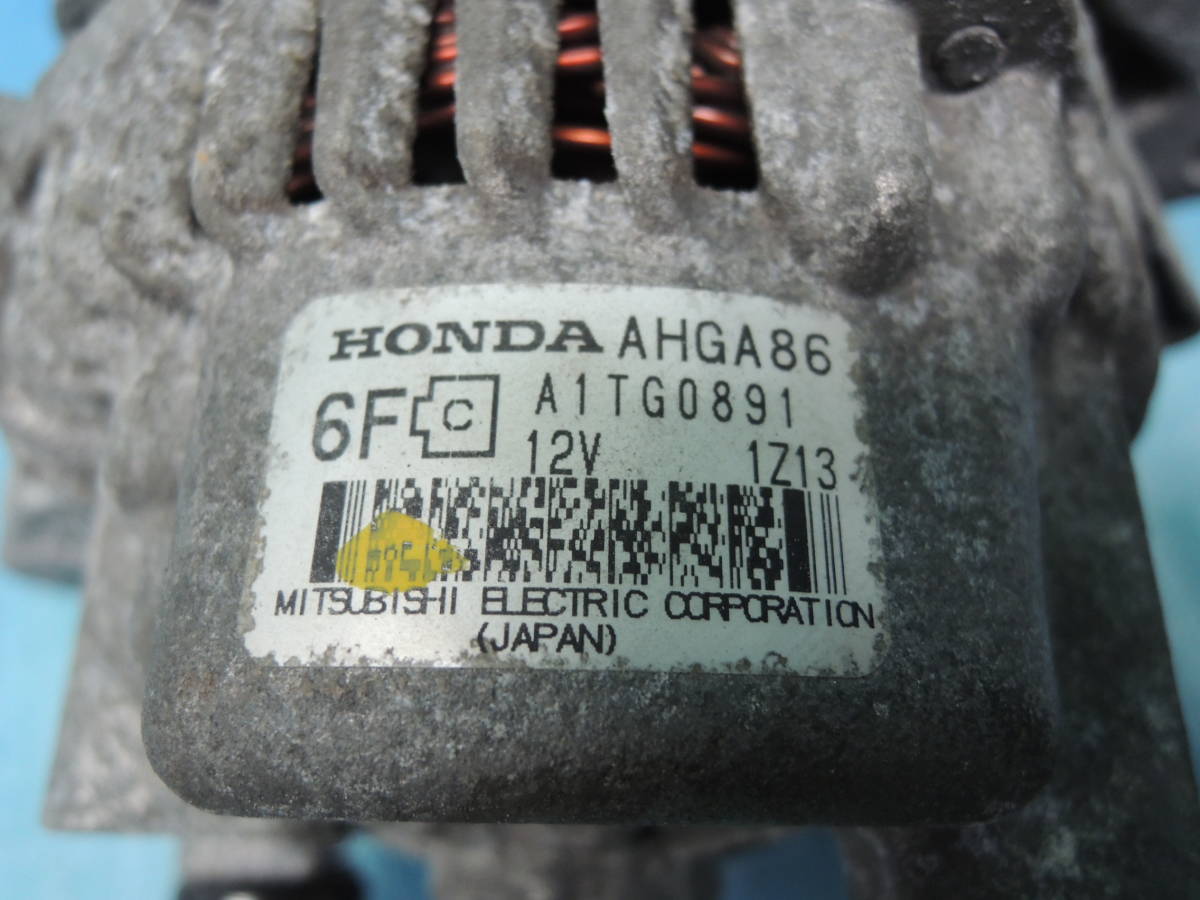 HONDA AHGA86
6F C A1TG0891
12V 1Z13
MITSUBISHI ELECTRIC CORPORATION
(JAPAN)